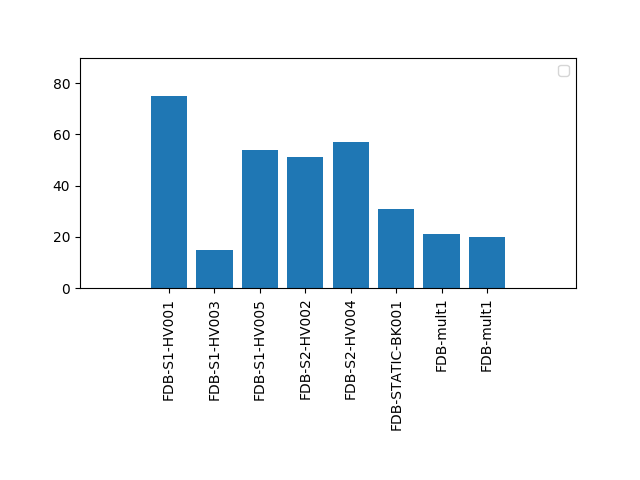 80
60
40
20
0
FDB-S1-HV001
FDB-S1-HV003
FDB-S1-HV005
FDB-S2-HV002
FDB-S2-HV004
FDB-STATIC-BK001
FDB-mult1
FDB-mult1